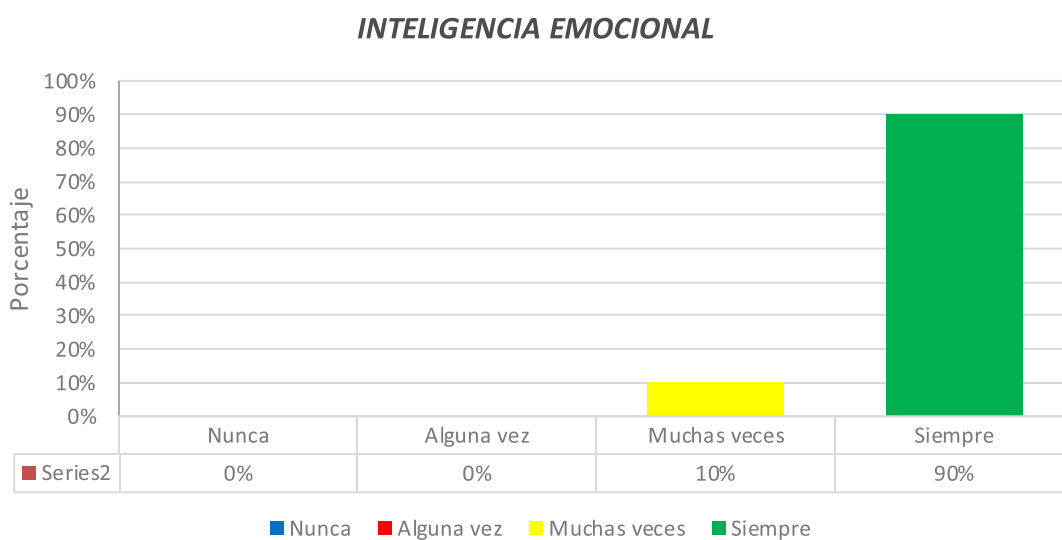 INTELIGENCIA EMOCIONAL
Porcentaje
100%
90%
80%
70%
60%
50%
40%
30%
20%
10%
0%
Nunca Alguna vez Muchas veces Siempre
Series2 0% 0% 10% 90%
Nunca Alguna vez Muchas veces Siempre